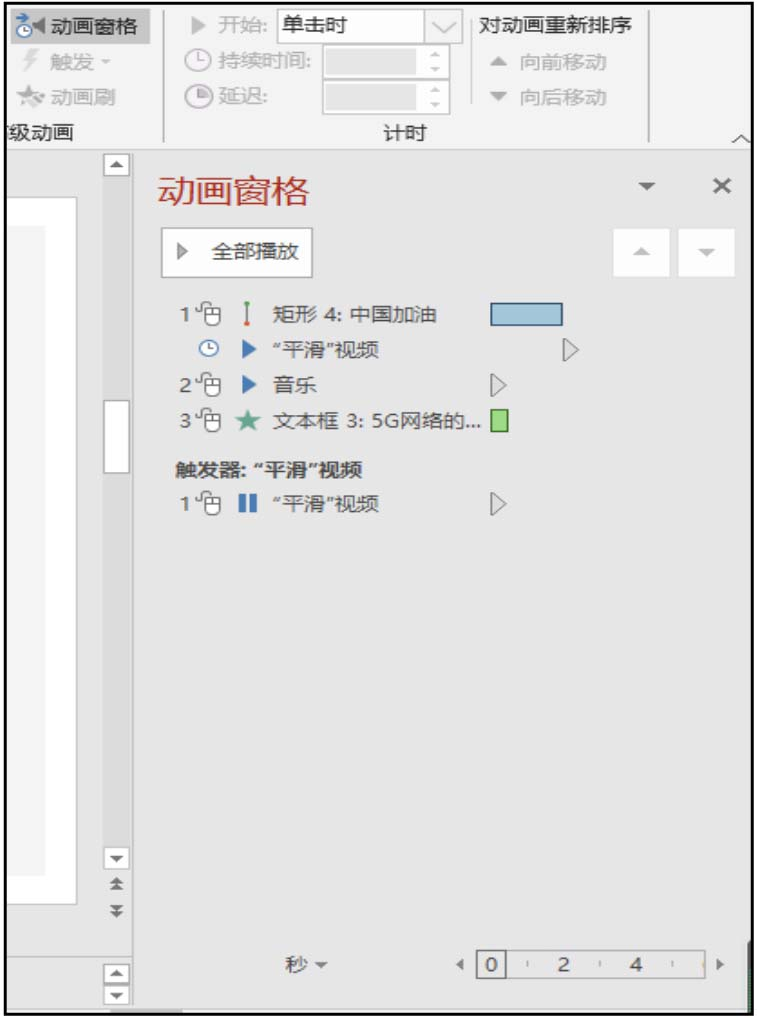 动画窗格 开始: 单击时 对动画重新排序
触发 持续时间: 向前移动
动画刷 延迟: 向后移动
级动画 计时
动画窗格
全部播放
1 矩形 4: 中国加油
“平滑”视频
2 音乐
3 文本框 3: 5G网络的...
触发器: “平滑”视频
1 “平滑”视频
秒 0 2 4